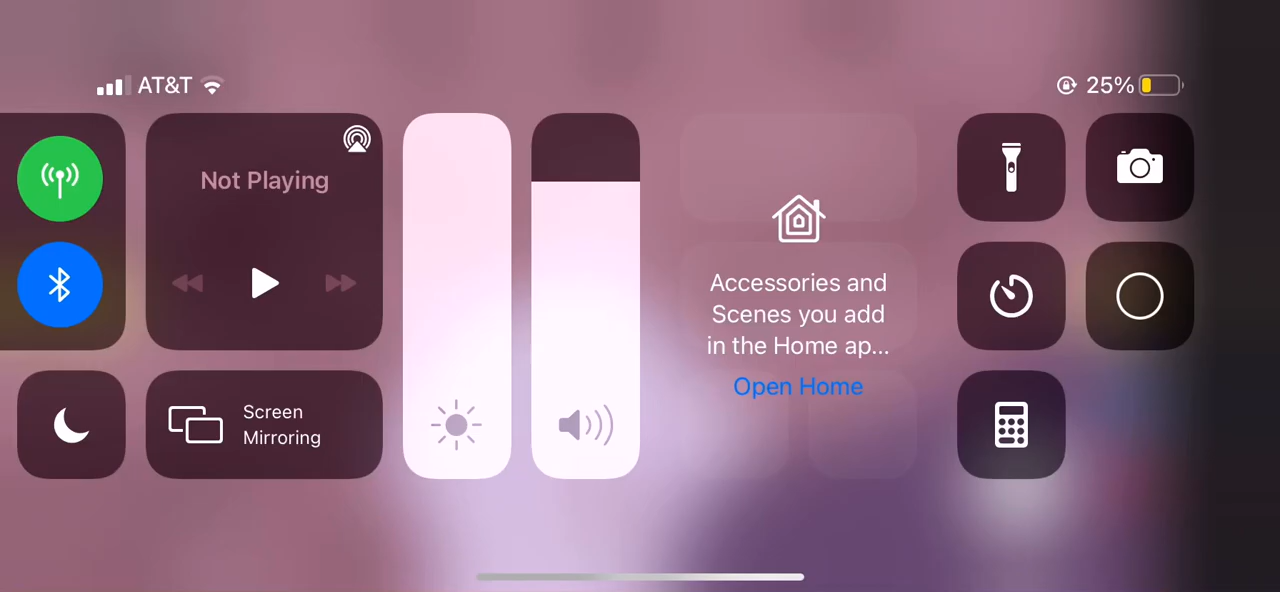 AT&T
25%
Not Playing
Screen
Mirroring
Accessories and
Scenes you add
in the Home ap...
Open Home